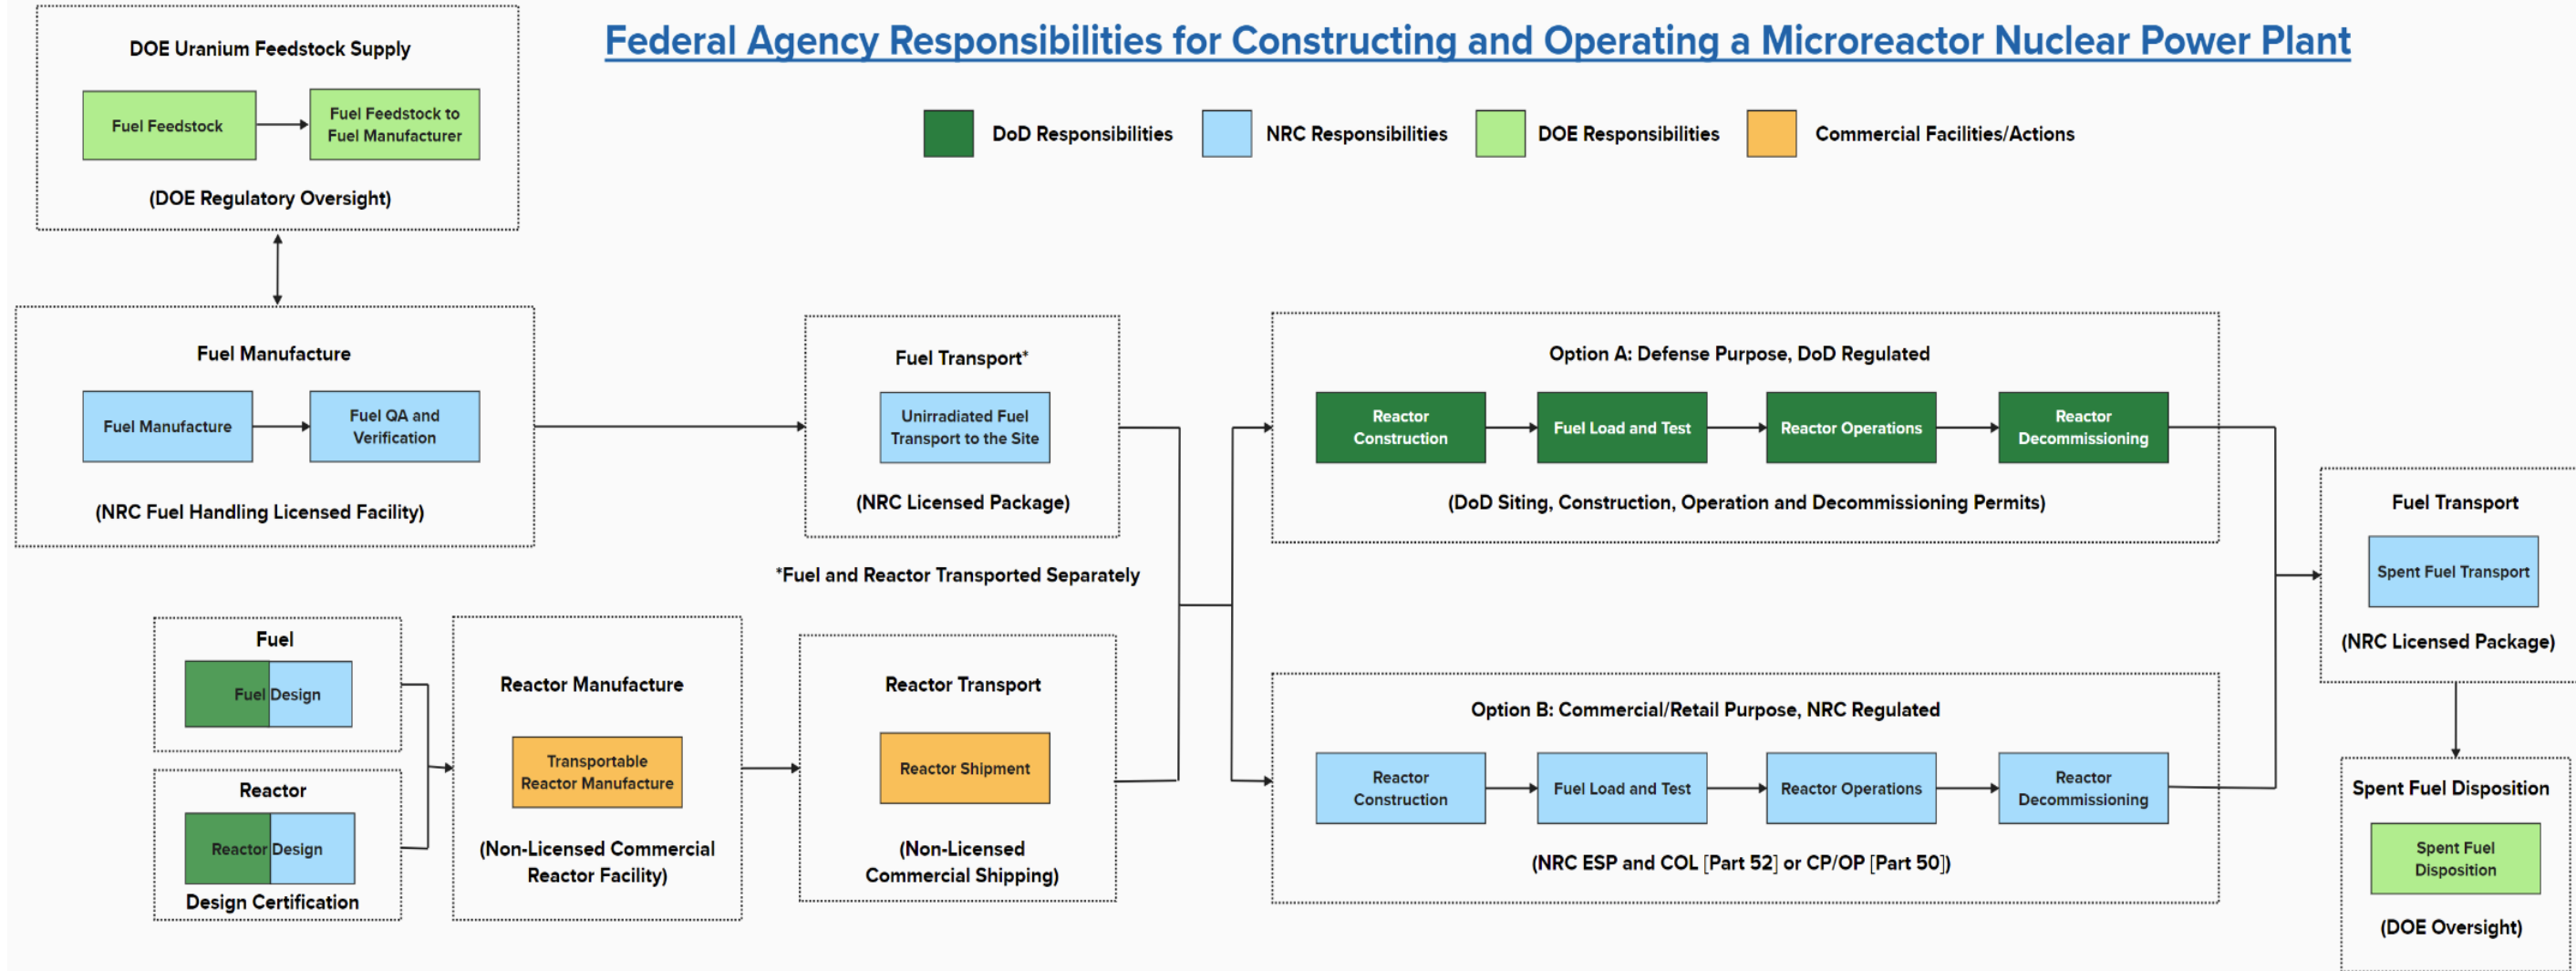 Federal Agency Responsibilities for Constructing and Operating a Microreactor Nuclear Power Plant
DoD Responsibilities
NRC Responsibilities
DOE Responsibilities
Commercial Facilities/Actions
DOE Uranium Feedstock Supply
Fuel Feedstock
Fuel Feedstock to
Fuel Manufacturer
(DOE Regulatory Oversight)
Fuel Manufacture
Fuel Manufacture
Fuel QA and
Verification
(NRC Fuel Handling Licensed Facility)
Fuel Transport*
Unirradiated Fuel
Transport to the Site
(NRC Licensed Package)
*Fuel and Reactor Transported Separately
Fuel
Fuel Design
Reactor
Reactor Design
Design Certification
Reactor Manufacture
Transportable
Reactor Manufacture
(Non-Licensed Commercial
Reactor Facility)
Reactor Transport
Reactor Shipment
(Non-Licensed
Commercial Shipping)
Option A: Defense Purpose, DoD Regulated
Reactor
Construction
Fuel Load and Test
Reactor Operations
Reactor
Decommissioning
(DoD Siting, Construction, Operation and Decommissioning Permits)
Option B: Commercial/Retail Purpose, NRC Regulated
Reactor
Construction
Fuel Load and Test
Reactor Operations
Reactor
Decommissioning
(NRC ESP and COL [Part 52] or CP/OP [Part 50])
Fuel Transport
Spent Fuel Transport
(NRC Licensed Package)
Spent Fuel Disposition
Spent Fuel
Disposition
(DOE Oversight)